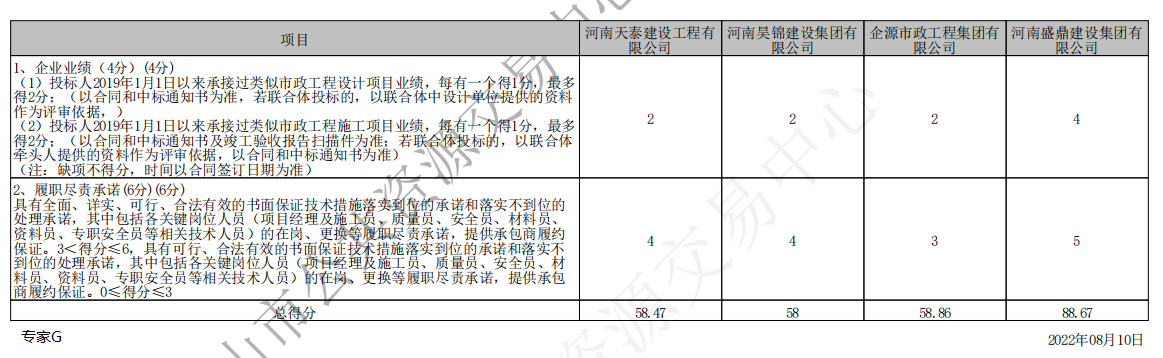 项目
河南天泰建设工程有
限公司
河南昊锦建设集团有
限公司
企源市政工程集团有
限公司
河南盛鼎建设集团有
限公司
1、企业业绩（4分）(4分)
（1）投标人2019年1月1日以来承接过类似市政工程设计项目业绩，每有一个得1分，最多
得2分；（以合同和中标通知书为准，若联合体投标的，以联合体中设计单位提供的资料
作为评审依据，）
（2）投标人2019年1月1日以来承接过类似市政工程施工项目业绩，每有一个得1分，最多
得2分；（以合同和中标通知书及竣工验收报告扫描件为准；若联合体投标的，以联合体
牵头人提供的资料作为评审依据，以合同和中标通知书为准）
（注：缺项不得分，时间以合同签订日期为准）
2
2
2
4
2、履职尽责承诺(6分)(6分)
具有全面、详实、可行、合法有效的书面保证技术措施落实到位的承诺和落实不到位的
处理承诺，其中包括各关键岗位人员（项目经理及施工员、质量员、安全员、材料员、
资料员、专职安全员等相关技术人员）的在岗、更换等履职尽责承诺，提供承包商履约
保证。3＜得分≤6，具有可行、合法有效的书面保证技术措施落实到位的承诺和落实不
到位的处理承诺，其中包括各关键岗位人员（项目经理及施工员、质量员、安全员、材
料员、资料员、专职安全员等相关技术人员）的在岗、更换等履职尽责承诺，提供承包
商履约保证。0≤得分≤3
4
4
3
5
总得分
58.47
58
58.86
88.67
专家G
2022年08月10日
山市公共资源交易中心
资源交易中心